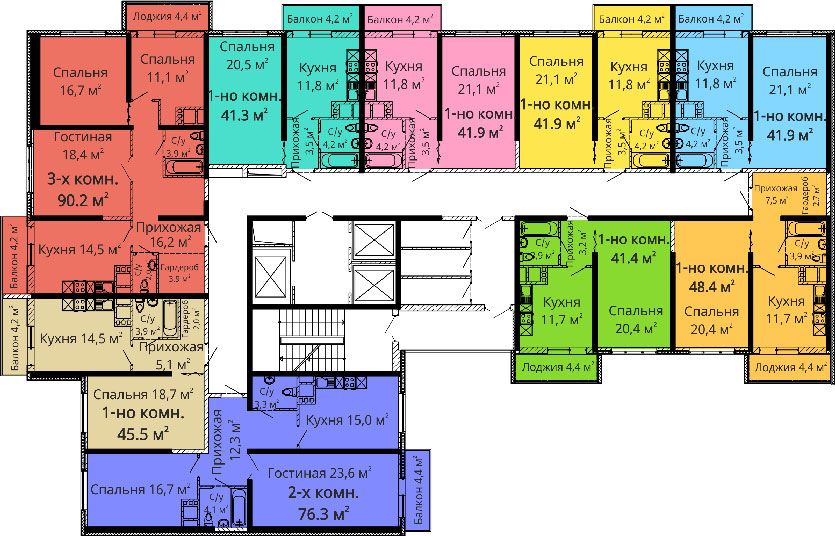 Лоджия 4,4 м²
Балкон 4,2 м²
Балкон 4,2 м²
Балкон 4,2 м²
Балкон 4,2 м²
Спальня
16,7 м²
Спальня
11,1 м²
Спальня
20,5 м²
1-но комн.
41.3 м²
Кухня
11,8 м²
Прихожая
3,5 м²
С/у
4,2 м²
Кухня
11,8 м²
С/у
4,2 м²
Прихожая
3,5 м²
Спальня
21,1 м²
1-но комн.
41.9 м²
Спальня
21,1 м²
1-но комн.
41.9 м²
Кухня
11,8 м²
Прихожая
3,5 м²
С/у
4,2 м²
Кухня
11,8 м²
С/у
4,2 м²
Прихожая
3,5 м²
Спальня
21,1 м²
1-но комн.
41.9 м²
Гостиная
18,4 м²
С/у
3,9 м²
3-х комн.
90.2 м²
Балкон 4,2 м²
Кухня 14,5 м²
Прихожая
16,2 м²
С/у
Гардероб
3,9 м²
Прихожая
7,5 м²
Гардероб
2,7 м²
С/у
3,9 м²
Прихожая
3,2 м²
1-но комн.
41.4 м²
Кухня
11,7 м²
Спальня
20,4 м²
Лоджия 4,4 м²
1-но комн.
48.4 м²
Спальня
20,4 м²
С/у
3,9 м²
Кухня
11,7 м²
Лоджия 4,4 м²
Балкон 4,2 м²
Кухня 14,5 м²
С/у
3,9 м²
Гардероб
Прихожая
5,1 м²
Спальня 18,7 м²
1-но комн.
45.5 м²
С/у
3,3 м²
Кухня 15,0 м²
Прихожая
12,3 м²
Спальня 16,7 м²
С/у
4,1 м²
Гостиная 23,6 м²
2-х комн.
76.3 м²
Балкон 4,4 м²